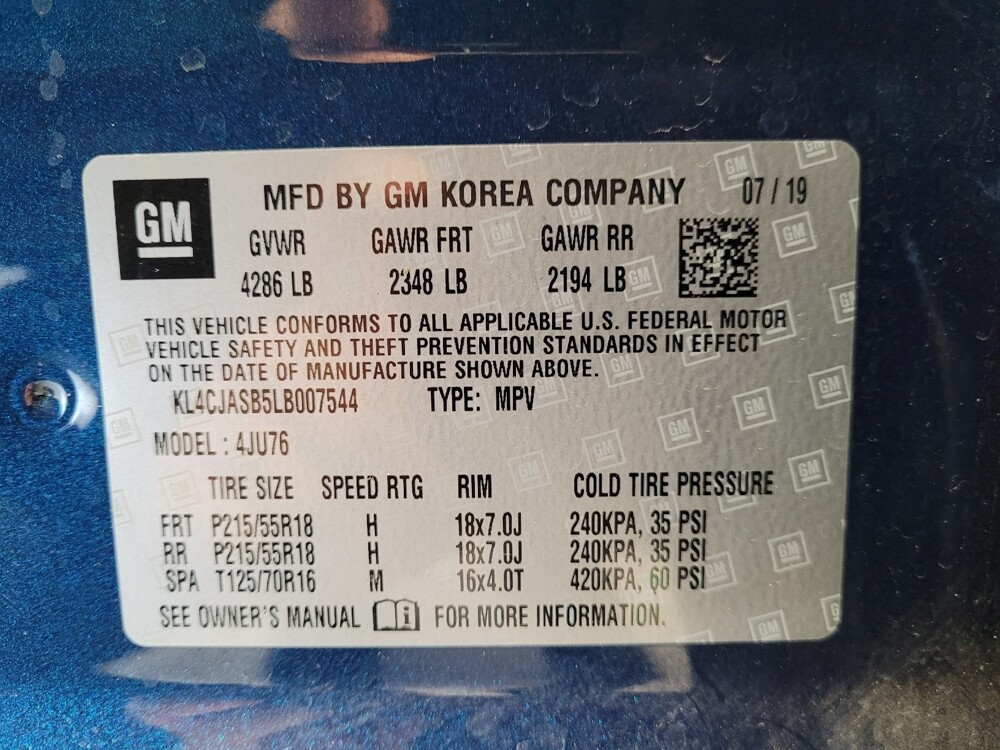 GM
MFD BY GM KOREA COMPANY 07 / 19
GVWR GAWR FRT GAWR RR
4286 LB 2348 LB 2194 LB
THIS VEHICLE CONFORMS TO ALL APPLICABLE U.S. FEDERAL MOTOR
VEHICLE SAFETY AND THEFT PREVENTION STANDARDS IN EFFECT
ON THE DATE OF MANUFACTURE SHOWN ABOVE.
KL4CJASB5LB007544 TYPE: MPV
MODEL : 4JU76
TIRE SIZE SPEED RTG RIM COLD TIRE PRESSURE
FRT P215/55R18 H 18x7.0J 240KPA, 35 PSI
RR P215/55R18 H 18x7.0J 240KPA, 35 PSI
SPA T125/70R16 M 16x4.0T 420KPA, 60 PSI
SEE OWNER'S MANUAL i FOR MORE INFORMATION.